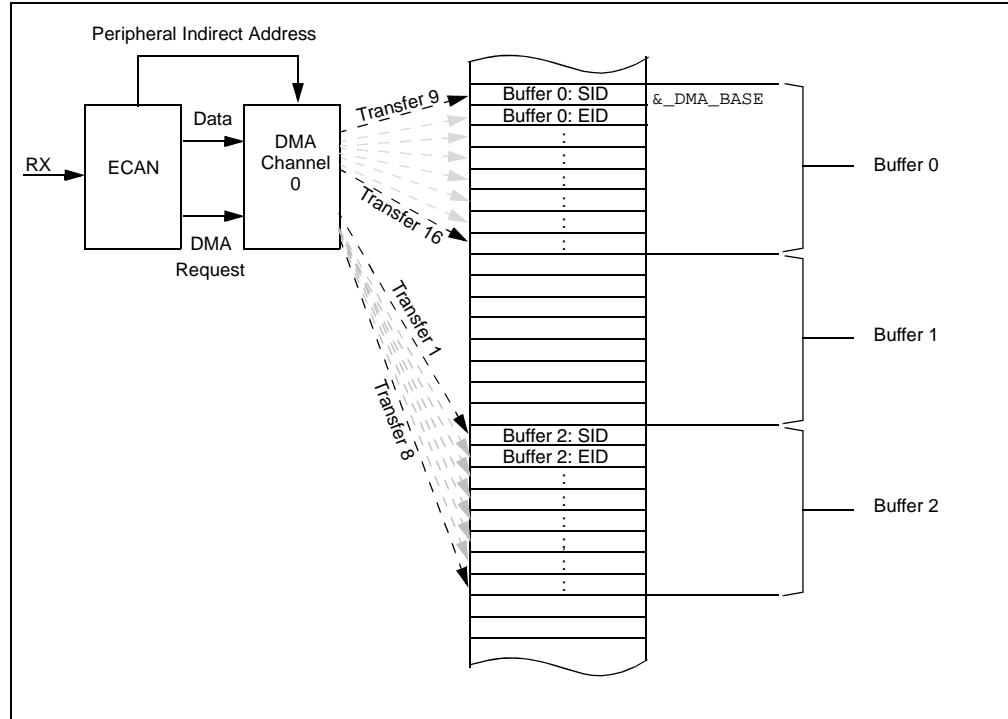 Peripheral Indirect Address
RX
ECAN
Data
DMA
Request
DMA
Channel
0
Transfer 9
Transfer 16
Transfer 1
Transfer 8
Buffer 0: SID
&_DMA_BASE
Buffer 0: EID
Buffer 0
Buffer 1
Buffer 2: SID
Buffer 2: EID
Buffer 2